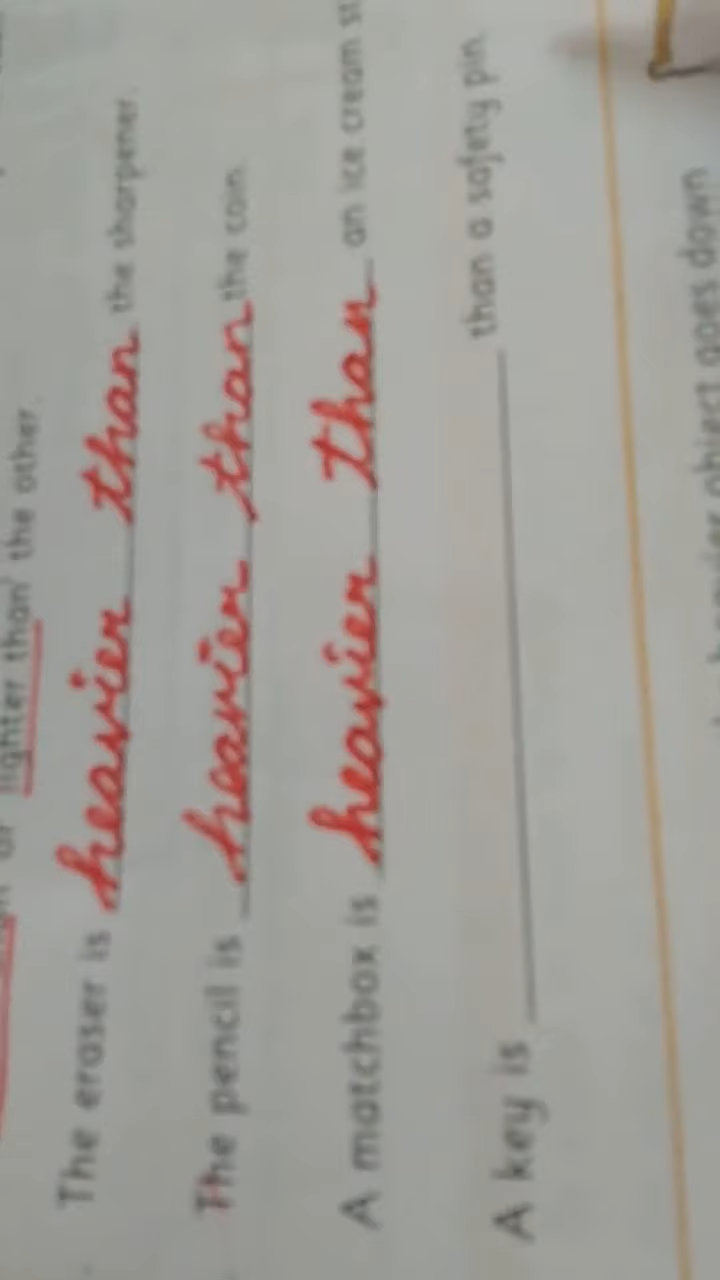 lighter than the other.
The eraser is heavier than the sharpener.
The pencil is heavier than the coin.
A matchbox is heavier than an ice cream
A key is ____________ than a safety pin.
object goes down